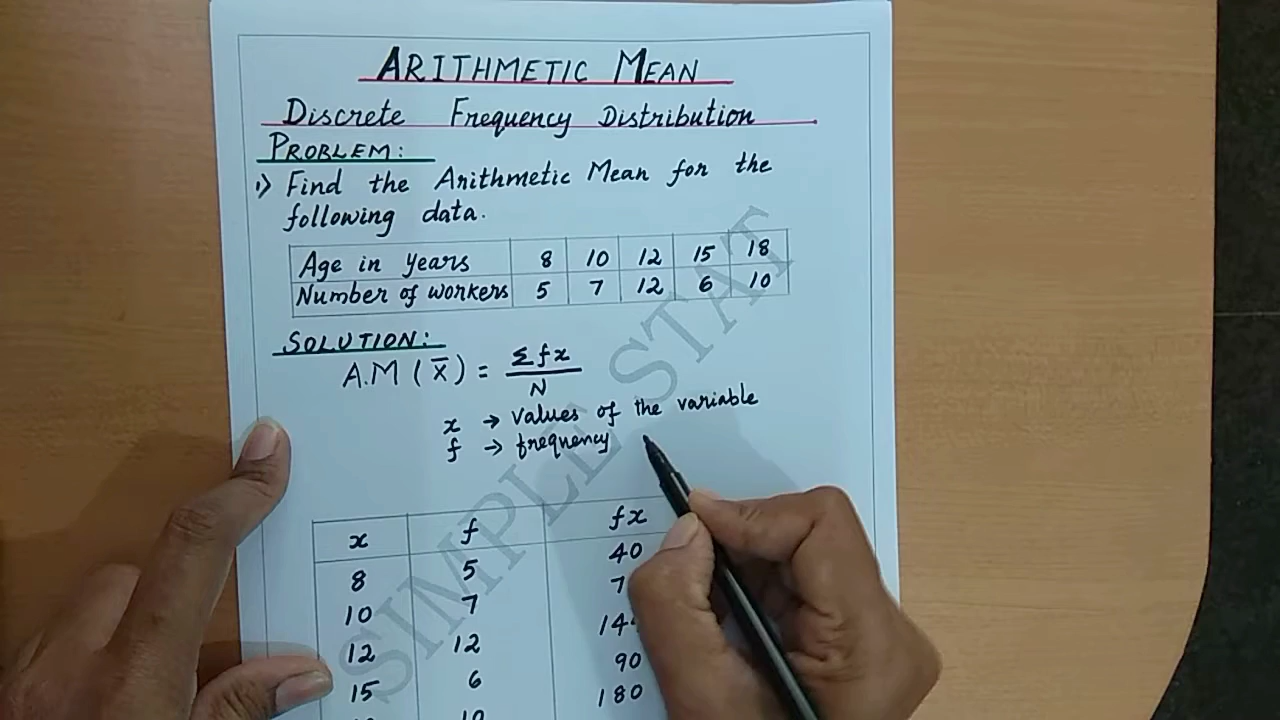 ARITHMETIC MEAN
Discrete Frequency Distribution
PROBLEM:
1) Find the Arithmetic Mean for the
following data.
Age in years 8 10 12 15 18
Number of workers 5 7 12 6 10
SOLUTION:
A.M ( x̄ ) = Σfx / N
x → values of the variable
f → frequency
x f fx
8 5 40
10 7
12 12
15 6 90
10 180
SIMPLE STAT